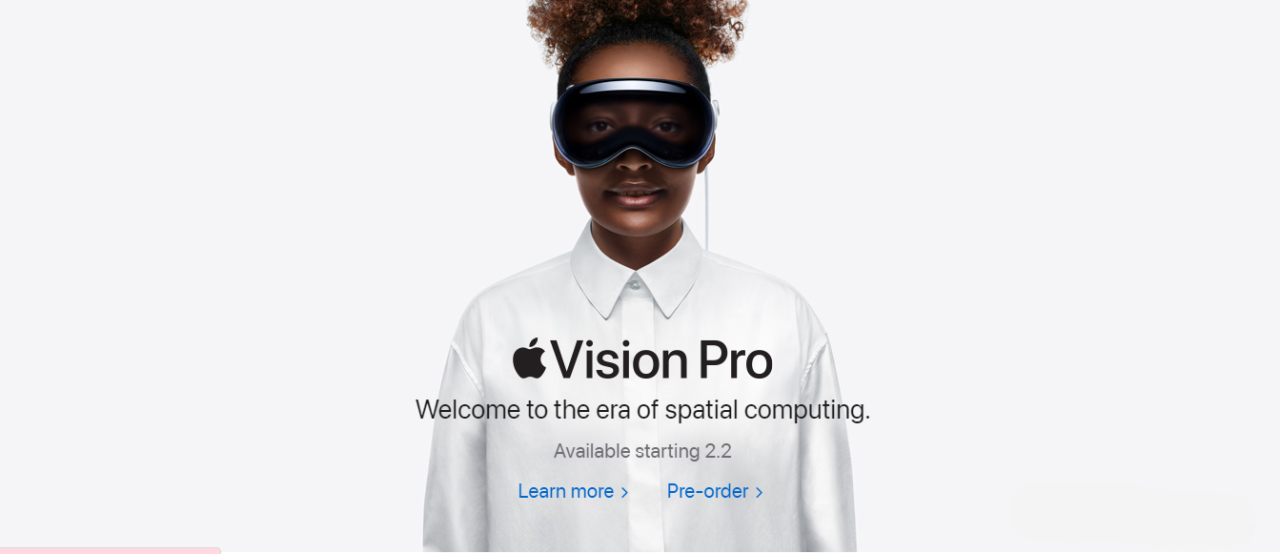 Vision Pro
Welcome to the era of spatial computing.
Available starting 2.2
Learn more >
Pre-order >